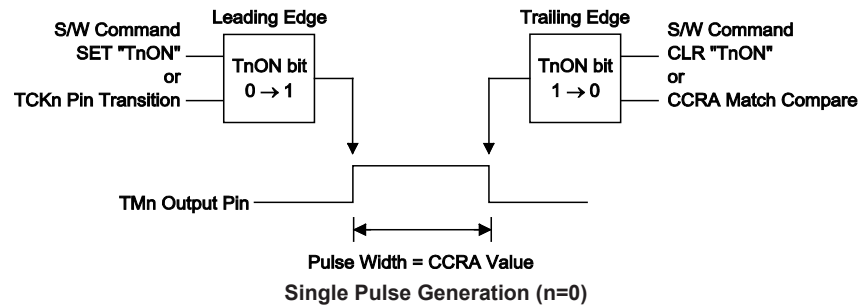 Leading Edge
S/W Command
SET "TnON"
or
TCKn Pin Transition
TnON bit
0 → 1
Trailing Edge
TnON bit
1 → 0
S/W Command
CLR "TnON"
or
CCRA Match Compare
TMn Output Pin
Pulse Width = CCRA Value
Single Pulse Generation (n=0)